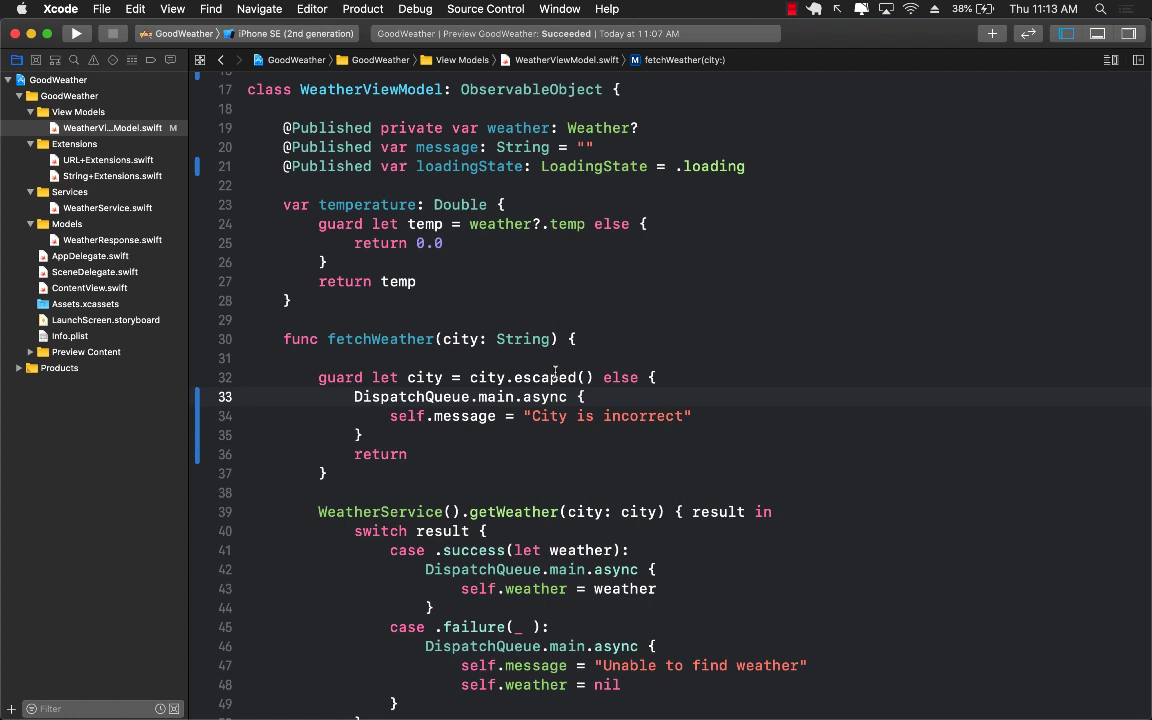 Xcode File Edit View Find Navigate Editor Product Debug Source Control Window Help 38% Thu 11:13 AM
GoodWeather 〉 iPhone SE (2nd generation) GoodWeather | Preview GoodWeather: Succeeded | Today at 11:07 AM
GoodWeather 〉 GoodWeather 〉 View Models 〉 WeatherViewModel.swift 〉 M fetchWeather(city:)
GoodWeather
GoodWeather
View Models
WeatherVi...Model.swift M
Extensions
URL+Extensions.swift
String+Extensions.swift
Services
WeatherService.swift
Models
WeatherResponse.swift
AppDelegate.swift
SceneDelegate.swift
ContentView.swift
Assets.xcassets
LaunchScreen.storyboard
Info.plist
Preview Content
Products
Filter
17 class WeatherViewModel: ObservableObject {
18
19 @Published private var weather: Weather?
20 @Published var message: String = ""
21 @Published var loadingState: LoadingState = .loading
22
23 var temperature: Double {
24 guard let temp = weather?.temp else {
25 return 0.0
26 }
27 return temp
28 }
29
30 func fetchWeather(city: String) {
31
32 guard let city = city.escaped() else {
33 DispatchQueue.main.async {
34 self.message = "City is incorrect"
35 }
36 return
37 }
38
39 WeatherService().getWeather(city: city) { result in
40 switch result {
41 case .success(let weather):
42 DispatchQueue.main.async {
43 self.weather = weather
44 }
45 case .failure(_ ):
46 DispatchQueue.main.async {
47 self.message = "Unable to find weather"
48 self.weather = nil
49 }